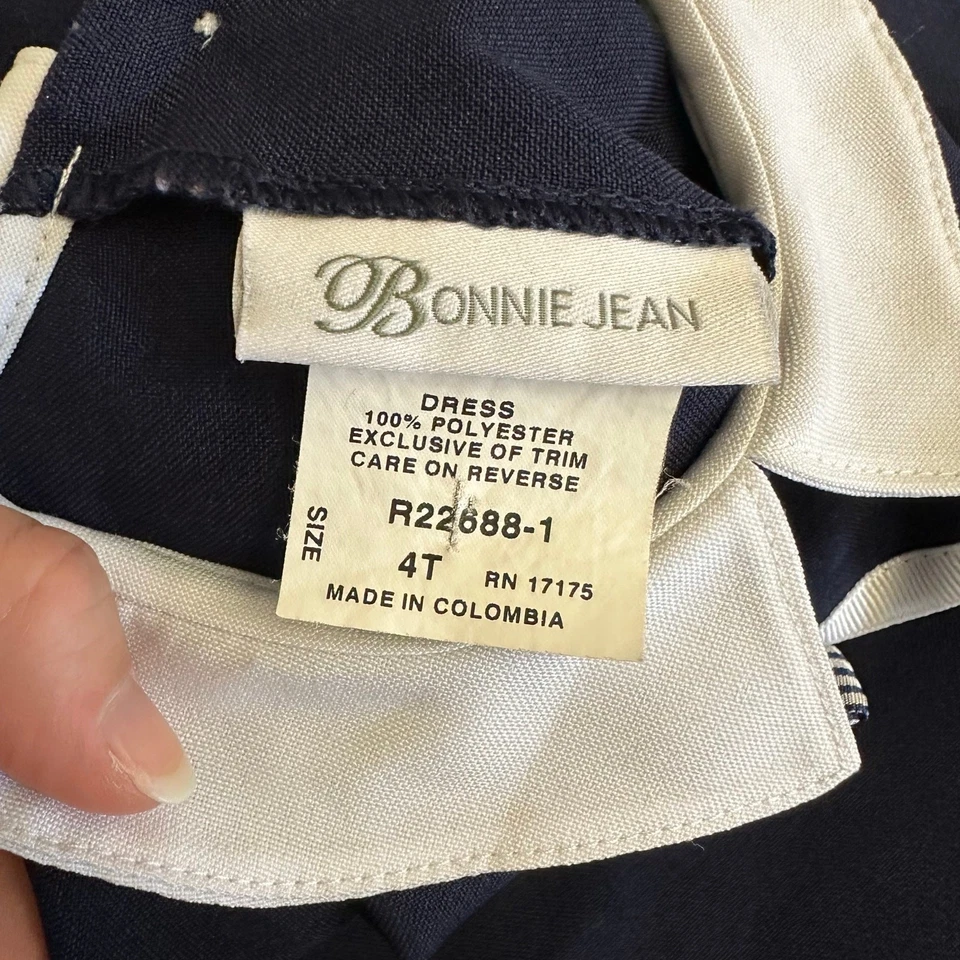 BONNIE JEAN
DRESS
100% POLYESTER
EXCLUSIVE OF TRIM
CARE ON REVERSE
R22688-1
SIZE
4T RN 17175
MADE IN COLOMBIA